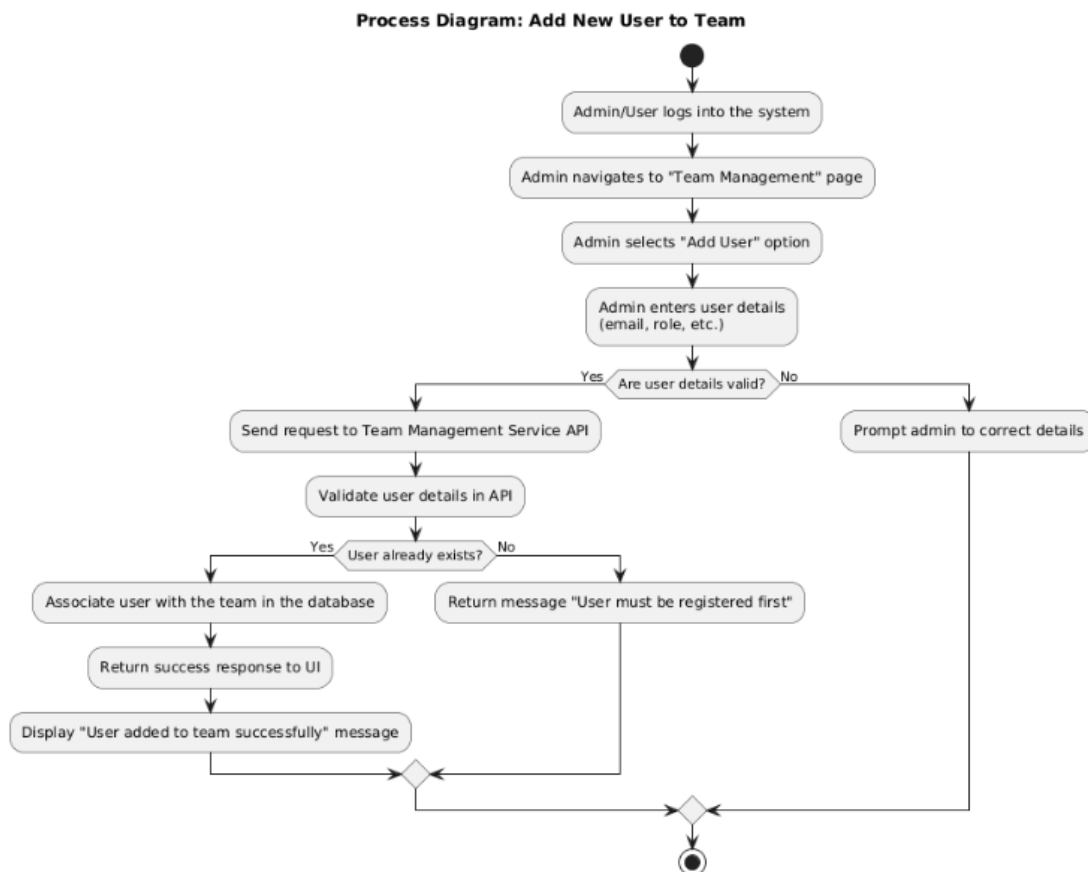 Process Diagram: Add New User to Team
Admin/User logs into the system
Admin navigates to "Team Management" page
Admin selects "Add User" option
Admin enters user details
(email, role, etc.)
Yes
Are user details valid?
No
Send request to Team Management Service API
Prompt admin to correct details
Validate user details in API
Yes
User already exists?
No
Associate user with the team in the database
Return message "User must be registered first"
Return success response to UI
Display "User added to team successfully" message